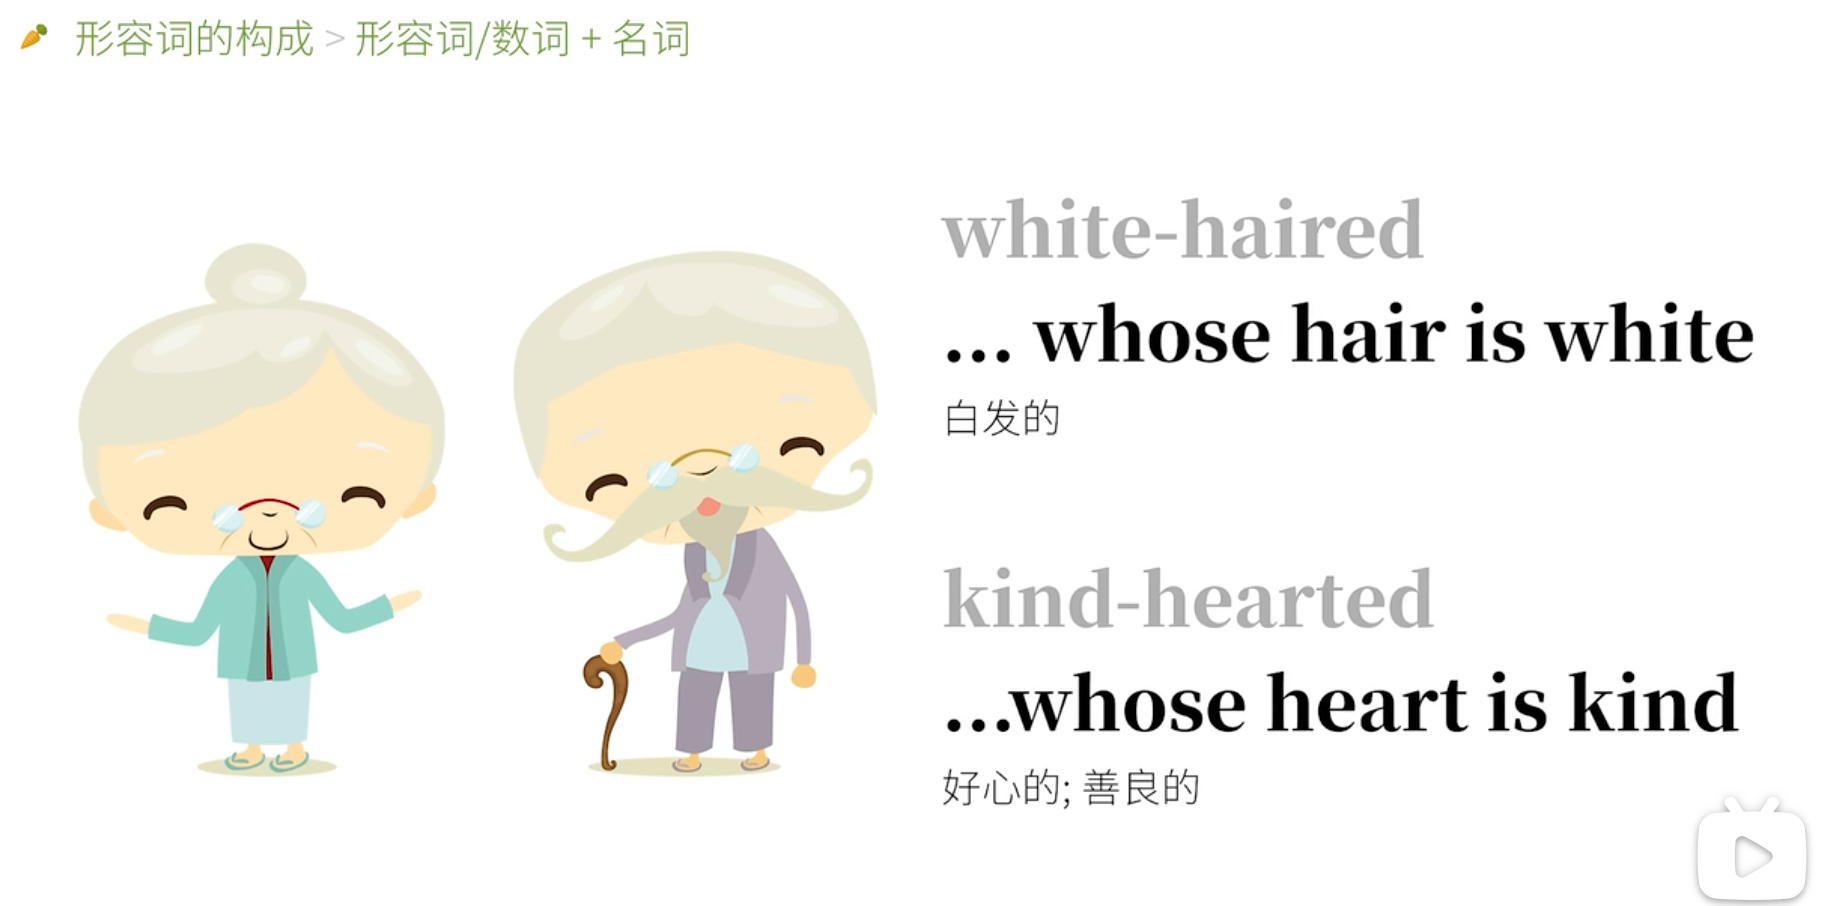 形容词的构成 > 形容词/数词 + 名词
white-haired
... whose hair is white
白发的
kind-hearted
...whose heart is kind
好心的; 善良的